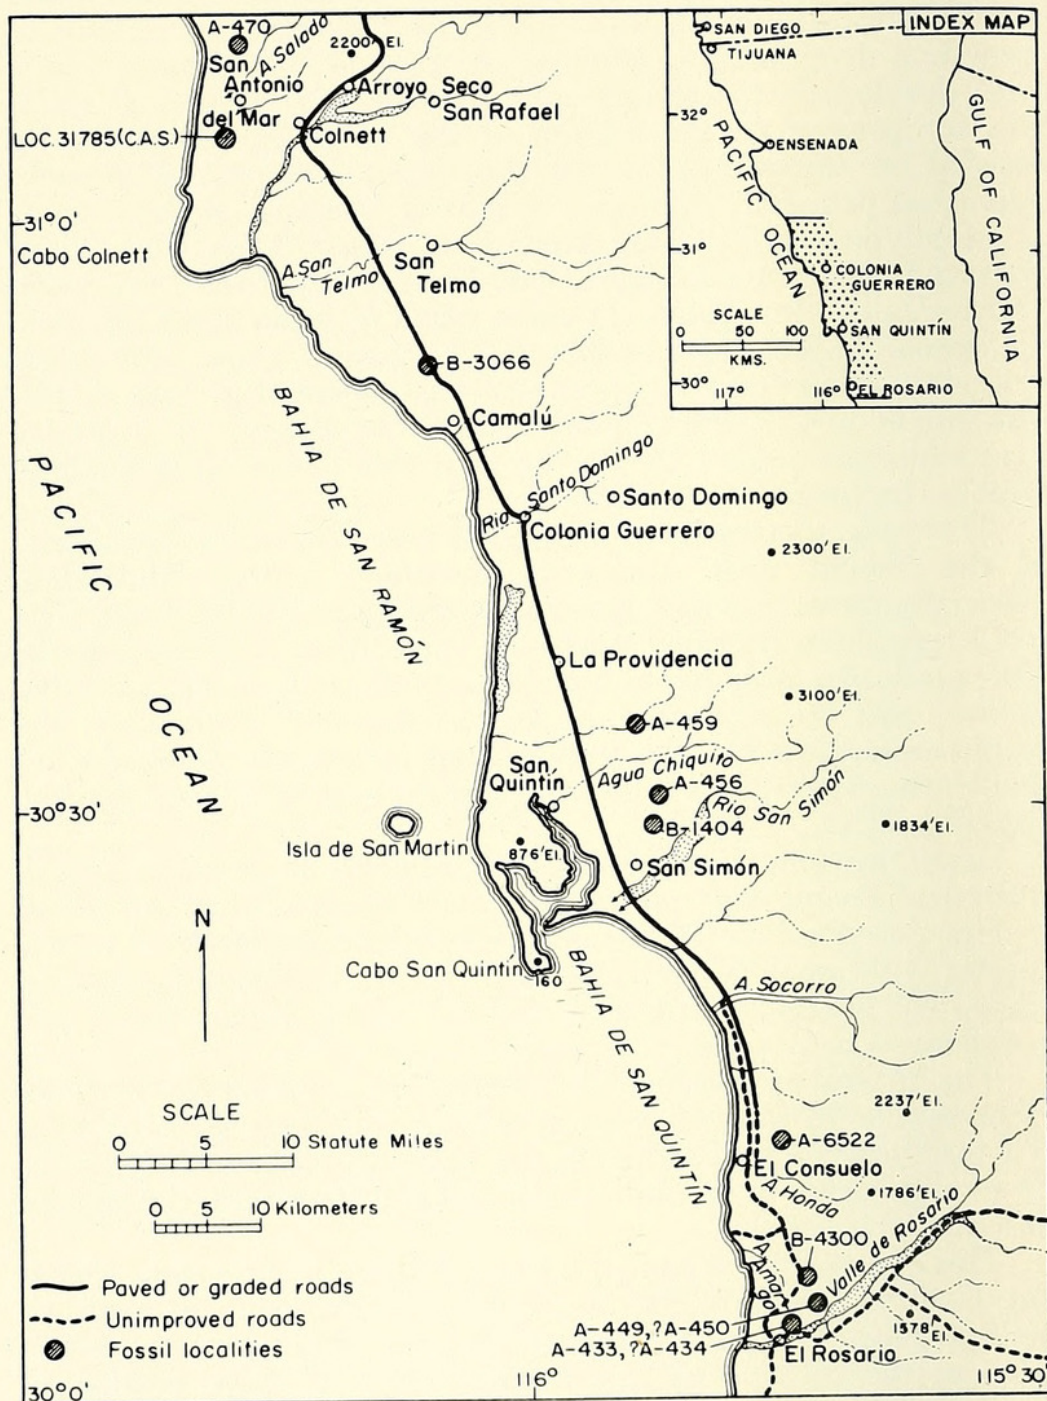 A-470
San
Antonio
del Mar
A. Salado
2200' El.
Arroyo Seco
San Rafael
Colnett
LOC. 31785 (C.A.S.)
31°0'
Cabo Colnett
A. San
Telmo
San
Telmo
B-3066
BAHIA DE SAN RAMÓN
Camalú
PACIFIC
OCEAN
Rio Santo Domingo
Santo Domingo
Colonia Guerrero
2300' El.
La Providencia
3100' El.
A-459
San
Quintín
Agua Chiquito
A-456
Rio San Simón
B-1404
1834' El.
30°30'
Isla de San Martin
876' El.
San Simón
N
Cabo San Quintín
160
BAHIA DE SAN QUINTÍN
A. Socorro
2237' El.
A-6522
El Consuelo
A. Honda
1786' El.
B-4300
Valle de Rosario
A. Amargo
A-449, ?A-450
A-433, ?A-434
El Rosario
1578' El.
SCALE
0 5 10 Statute Miles
0 5 10 Kilometers
Paved or graded roads
Unimproved roads
Fossil localities
30°0'
116°
115°30'
INDEX MAP
SAN DIEGO
TIJUANA
32°
ENSENADA
PACIFIC OCEAN
GULF OF CALIFORNIA
31°
COLONIA
GUERRERO
SCALE
0 50 100
KMS.
SAN QUINTÍN
30°
117°
116°
EL ROSARIO